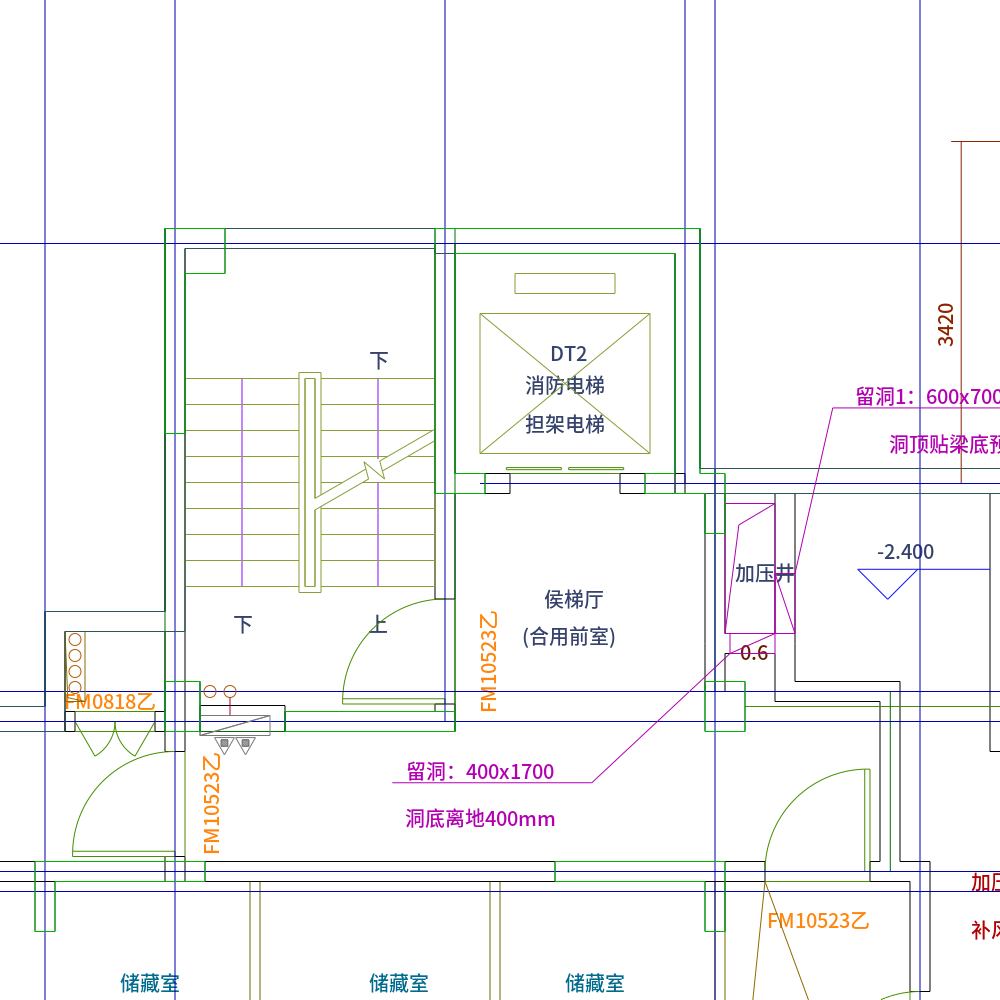 3420
下
DT2
消防电梯
担架电梯
留洞1：600x700
洞顶贴梁底预
-2.400
加压井
侯梯厅
(合用前室)
下
上
FM10523乙
0.6
FM0818乙
留洞：400x1700
洞底离地400mm
FM10523乙
加压
补风
FM10523乙
储藏室
储藏室
储藏室